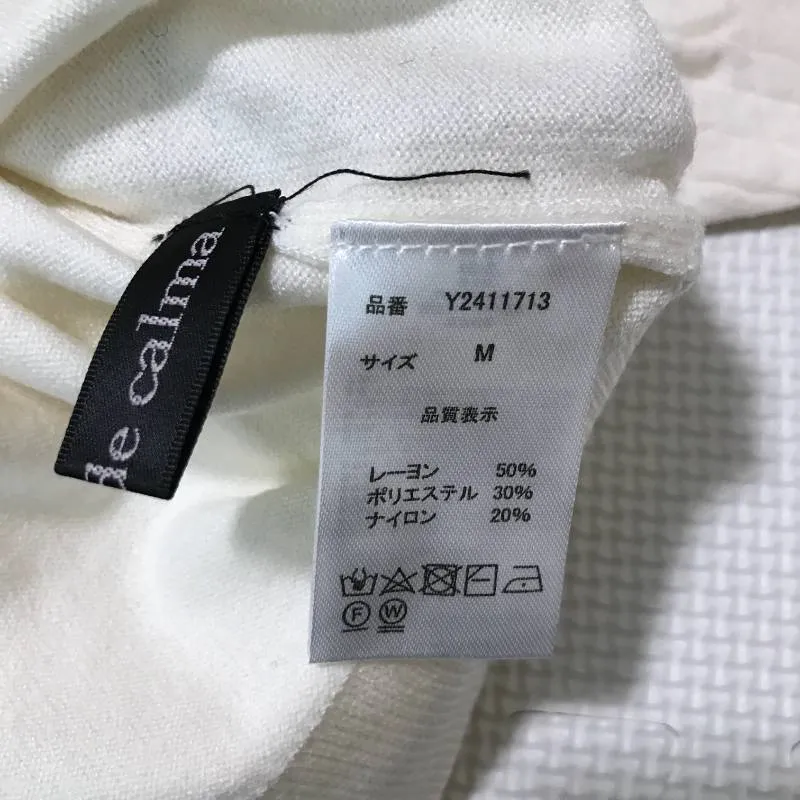 de calma
品番 Y2411713
サイズ M
品質表示
レーヨン 50%
ポリエステル 30%
ナイロン 20%
F W